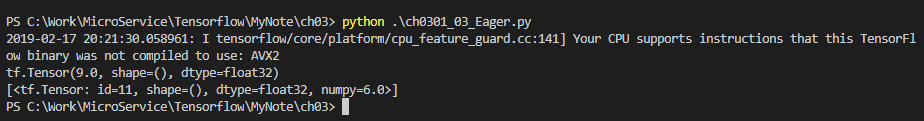 PS C:\Work\MicroService\Tensorflow\MyNote\ch03> python .\ch0301_03_Eager.py
2019-02-17 20:21:30.058961: I tensorflow/core/platform/cpu_feature_guard.cc:141] Your CPU supports instructions that this TensorFl
ow binary was not compiled to use: AVX2
tf.Tensor(9.0, shape=(), dtype=float32)
[<tf.Tensor: id=11, shape=(), dtype=float32, numpy=6.0>]
PS C:\Work\MicroService\Tensorflow\MyNote\ch03>